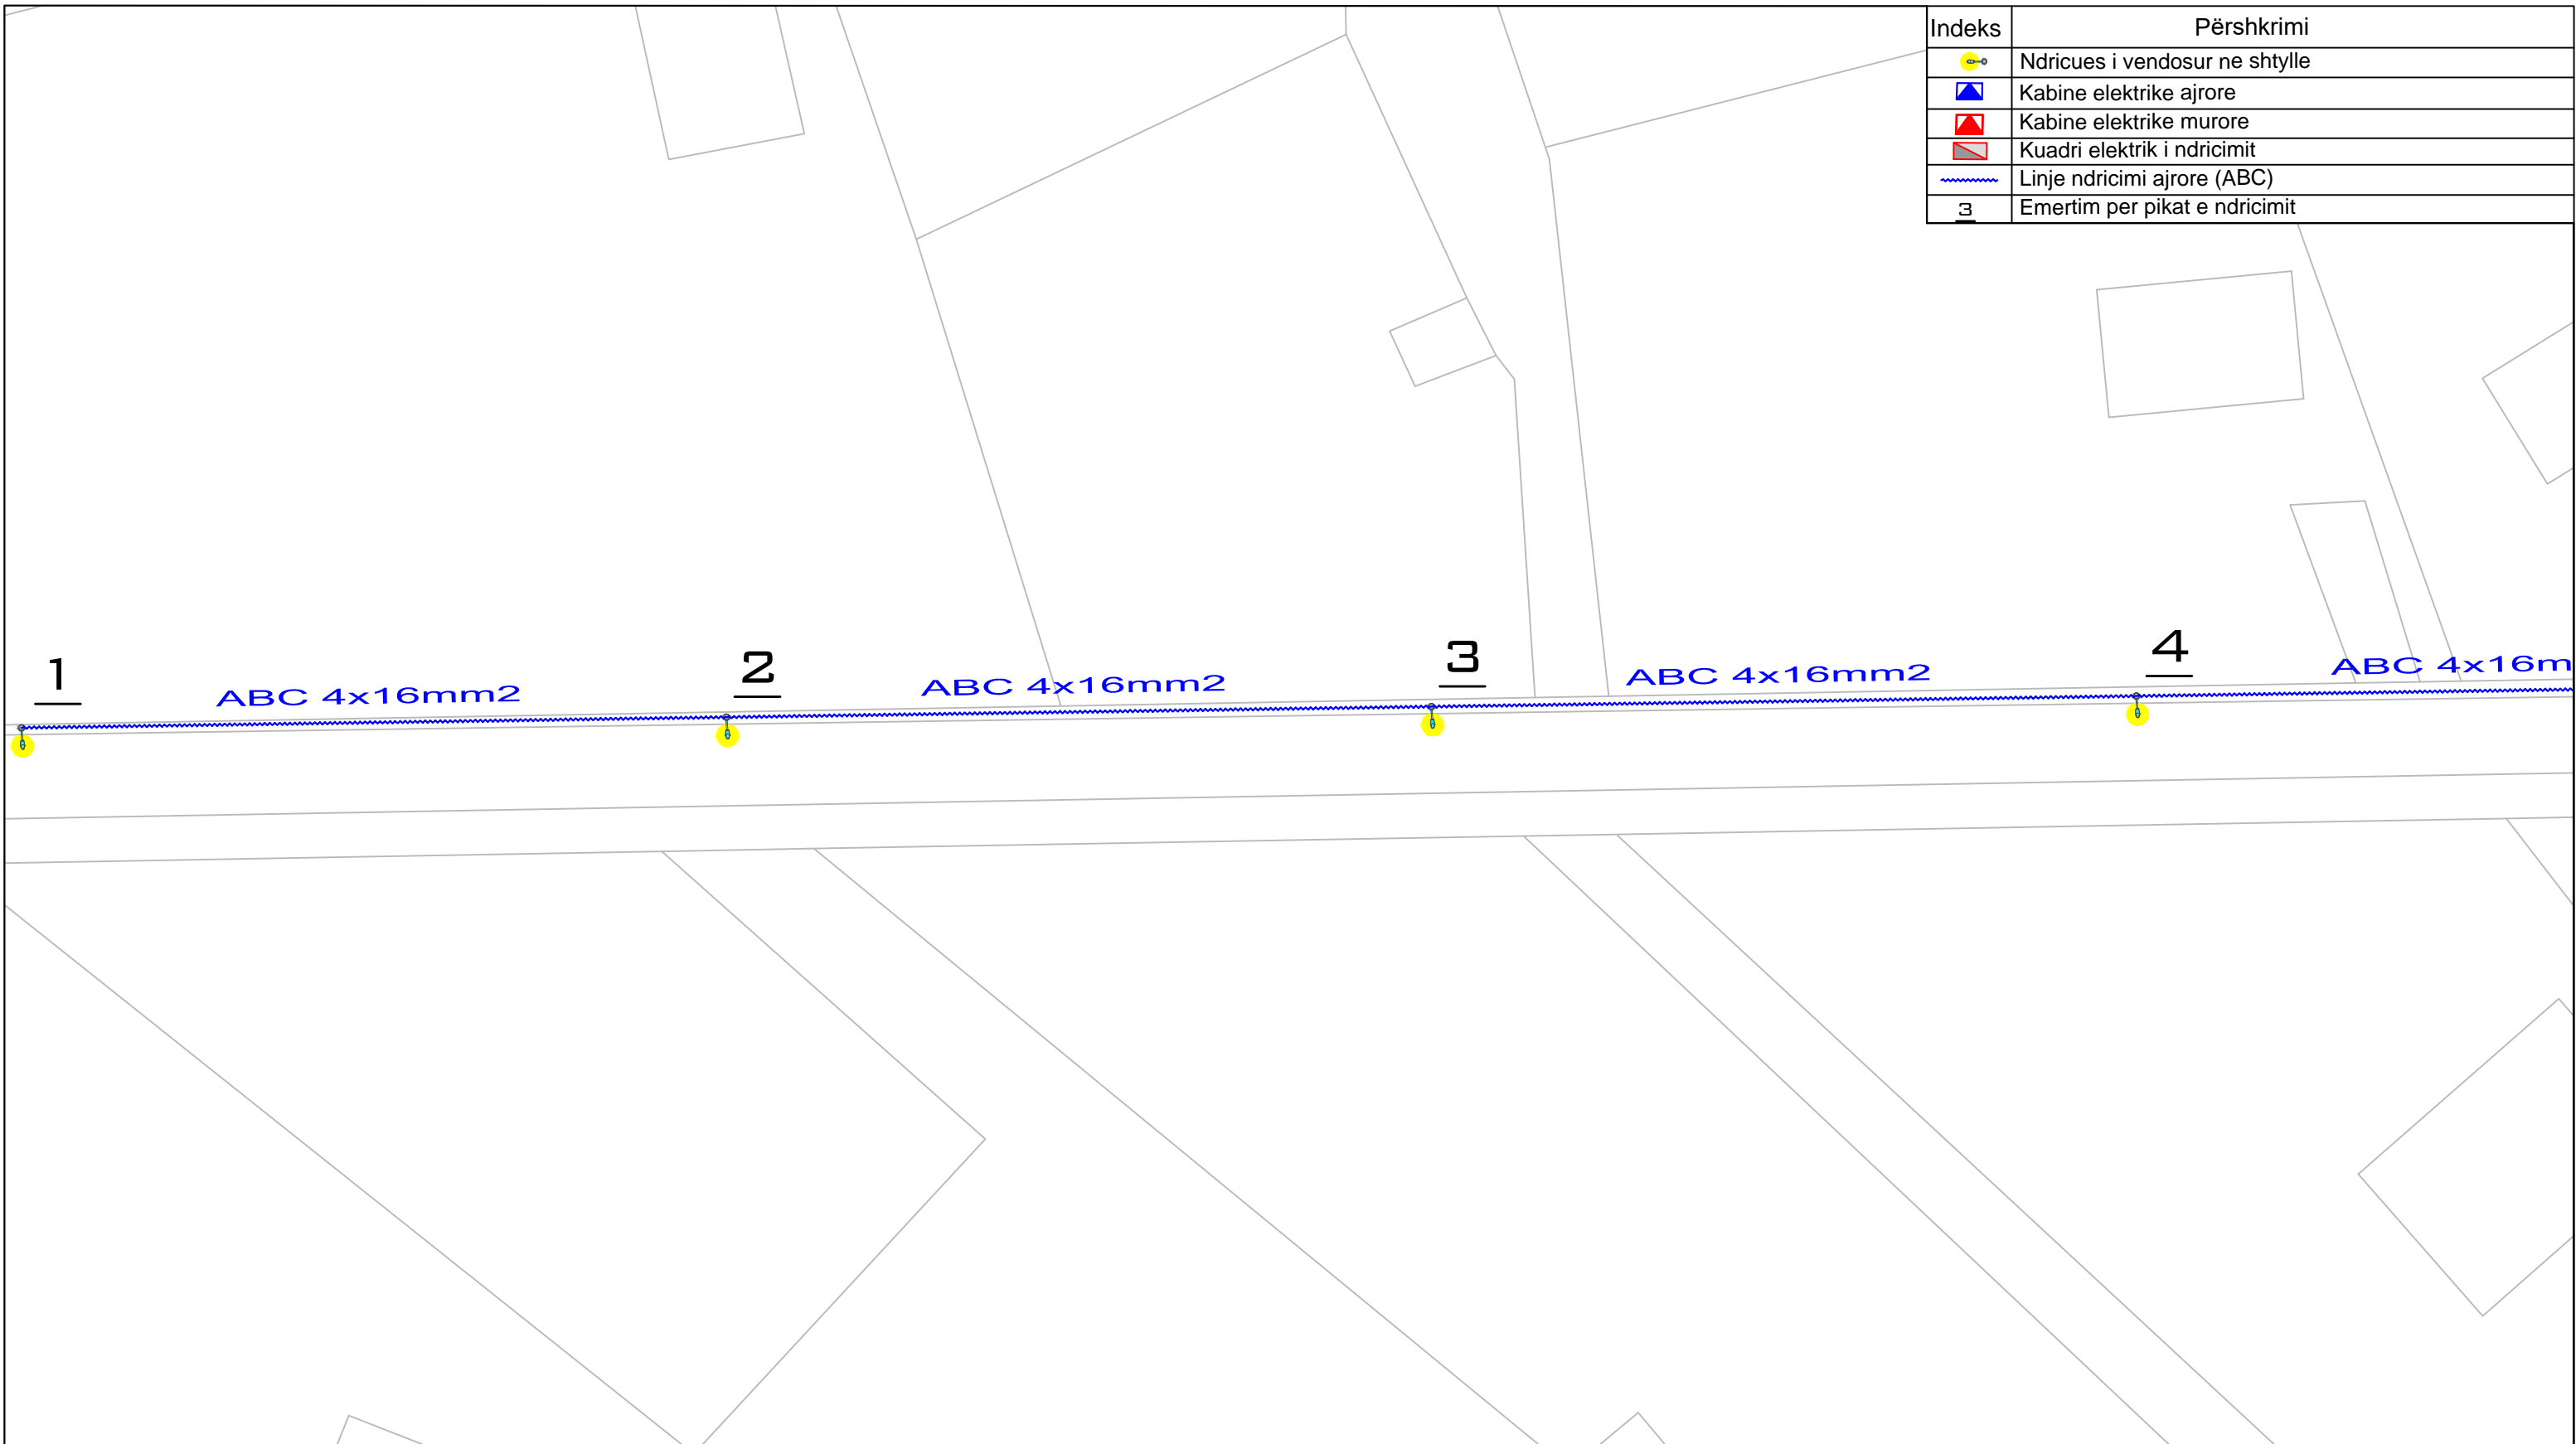 Indeks Përshkrimi
Ndricues i vendosur ne shtylle
Kabine elektrike ajrore
Kabine elektrike murore
Kuadri elektrik i ndricimit
Linje ndricimi ajrore (ABC)
3 Emertim per pikat e ndricimit
1
ABC 4x16mm2
2
ABC 4x16mm2
3
ABC 4x16mm2
4
ABC 4x16m